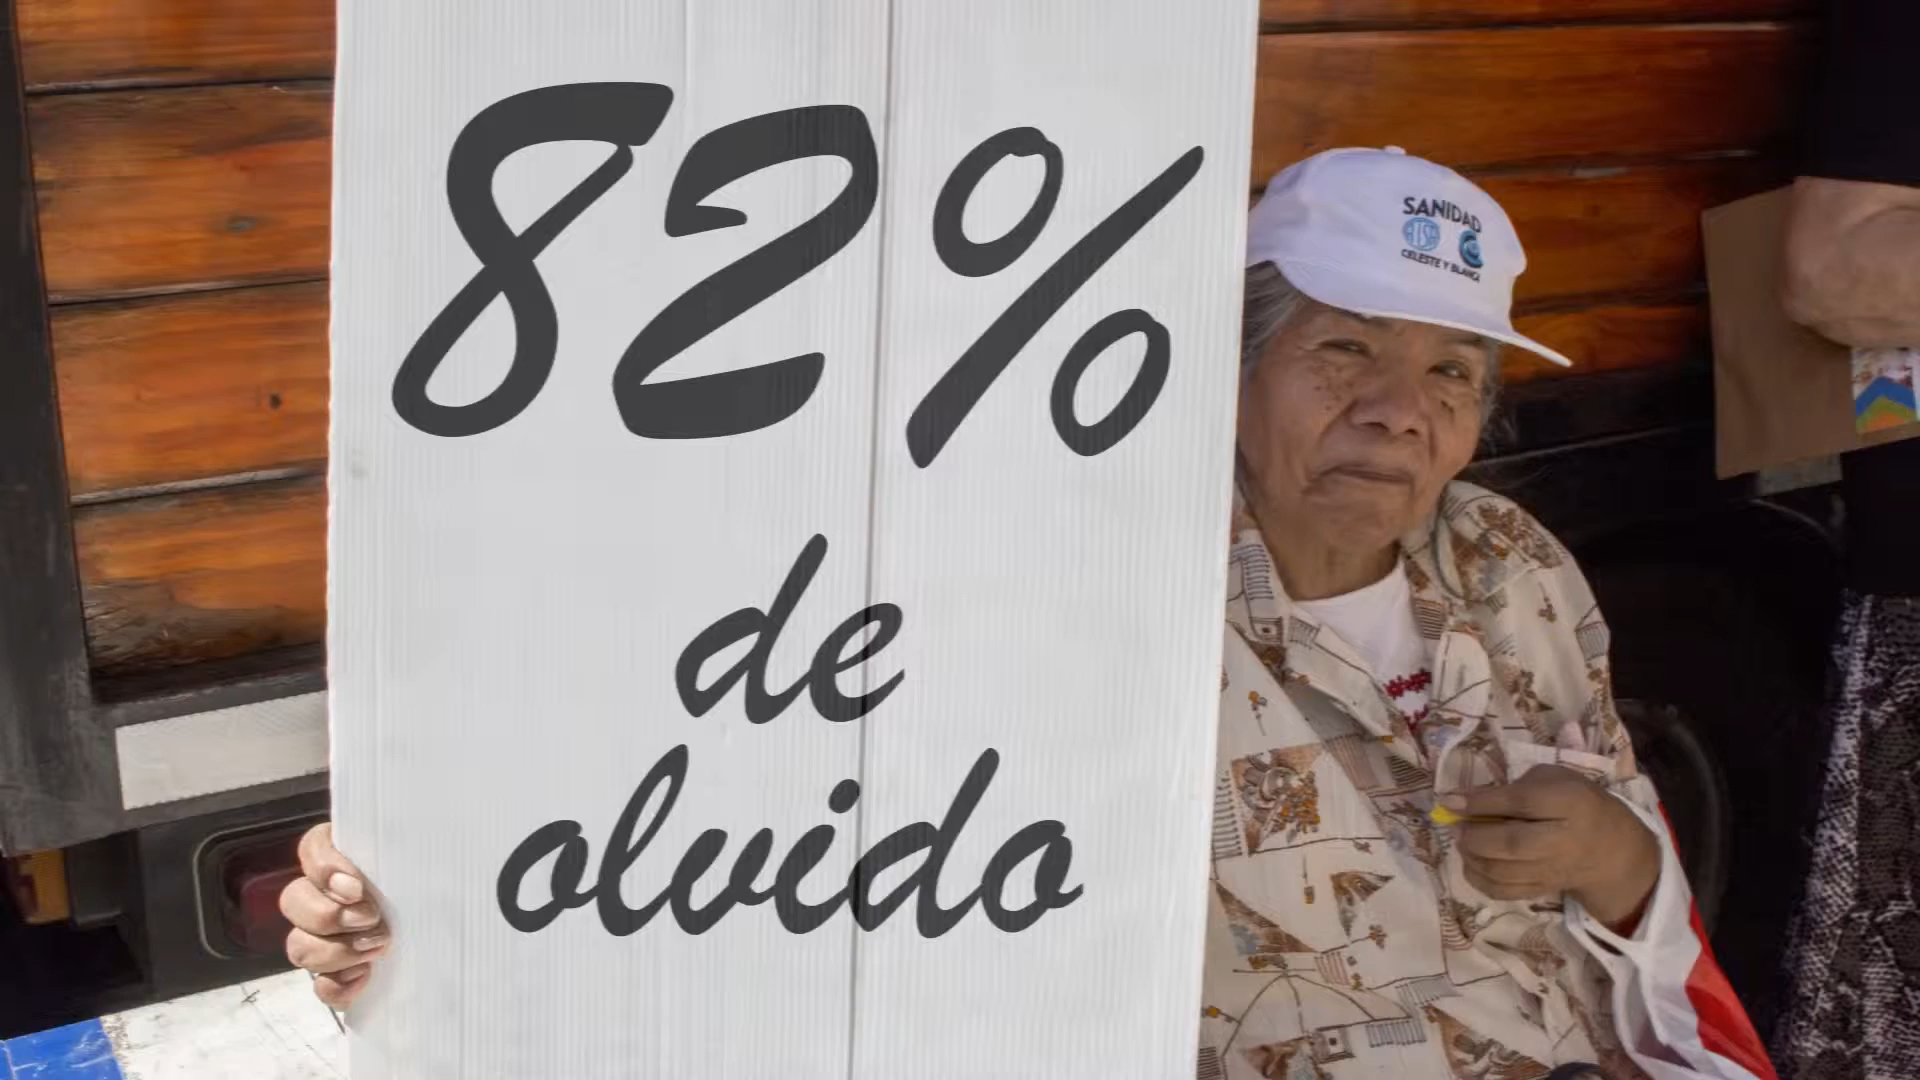 82%
de
olvido
SANIDAD
CELESTE Y BLANCA